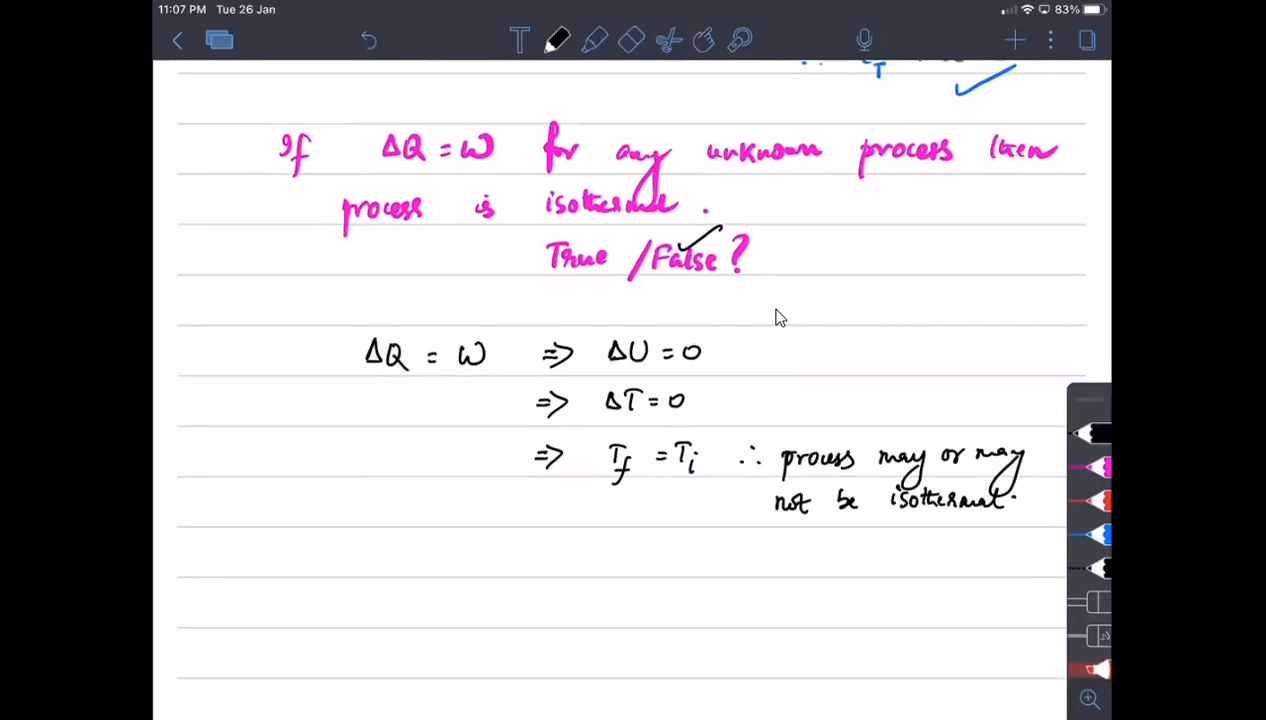 11:07 PM Tue 26 Jan 83%
T
If ΔQ = W for any unknown process then
process is isothermal.
True / False?
ΔQ = W => ΔU = 0
=> ΔT = 0
=> Tf = Ti ∴ process may or may
not be isothermal.